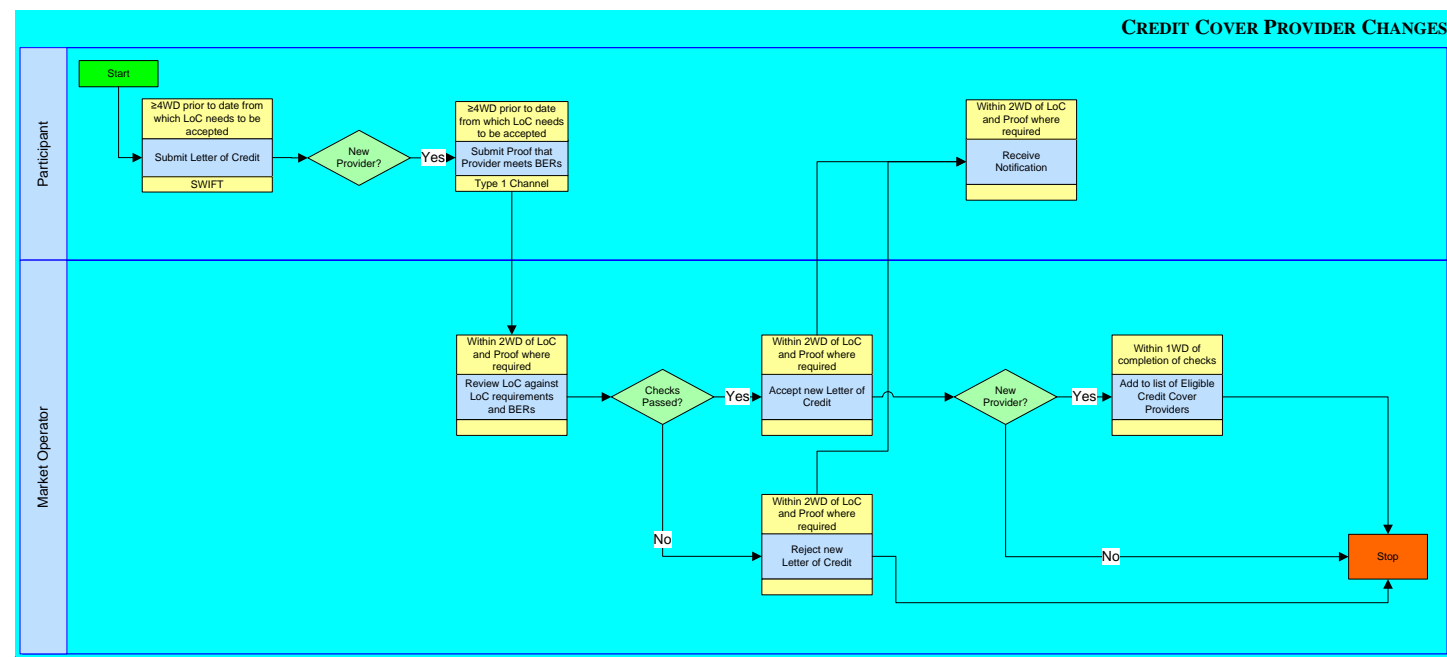 CREDIT COVER PROVIDER CHANGES
Participant
Start
≥4WD prior to date from
which LoC needs to be
accepted
Submit Letter of Credit
SWIFT
New
Provider?
Yes
≥4WD prior to date
from which LoC needs
to be accepted
Submit Proof that
Provider meets BERs
Type 1 Channel
Within 2WD of LoC
and Proof where
required
Receive
Notification
Market Operator
Within 2WD of LoC
and Proof where
required
Review LoC against
LoC requirements
and BERs
Checks
Passed?
Yes
Within 2WD of LoC
and Proof where
required
Accept new Letter of
Credit
New
Provider?
Yes
Within 1WD of
completion of checks
Add to list of Eligible
Credit Cover
Providers
No
Within 2WD of LoC
and Proof where
required
Reject new
Letter of Credit
No
Stop